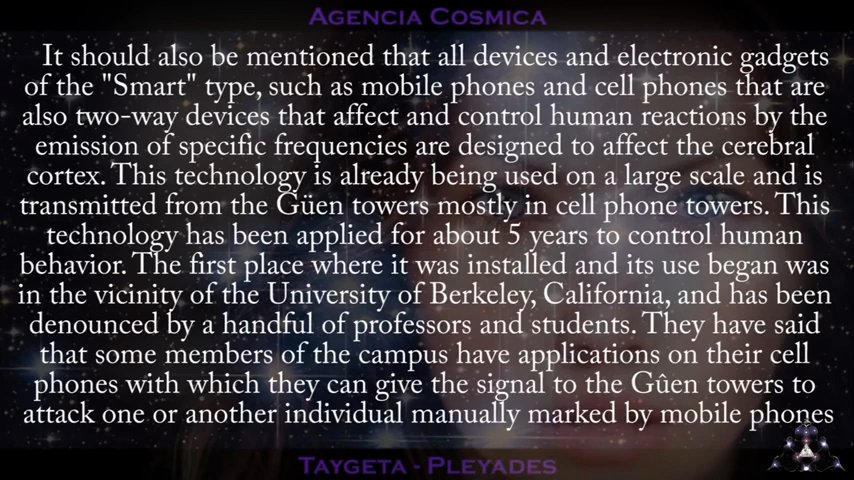 AGENCIA COSMICA
It should also be mentioned that all devices and electronic gadgets
of the "Smart" type, such as mobile phones and cell phones that are
also two-way devices that affect and control human reactions by the
emission of specific frequencies are designed to affect the cerebral
cortex. This technology is already being used on a large scale and is
transmitted from the Güen towers mostly in cell phone towers. This
technology has been applied for about 5 years to control human
behavior. The first place where it was installed and its use began was
in the vicinity of the University of Berkeley, California, and has been
denounced by a handful of professors and students. They have said
that some members of the campus have applications on their cell
phones with which they can give the signal to the Gûen towers to
attack one or another individual manually marked by mobile phones
TAYGETA - PLEYADES